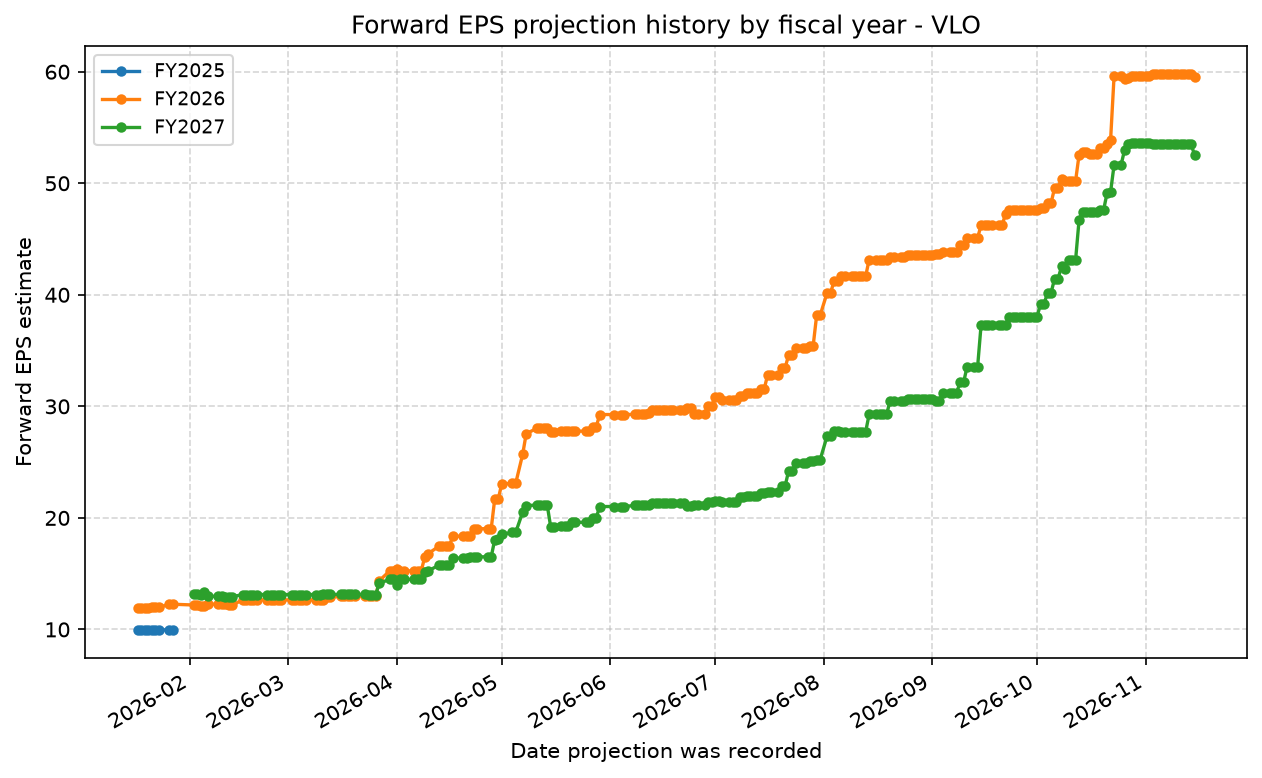 Forward EPS projection history by fiscal year - VLO
FY2025
FY2026
FY2027
Forward EPS estimate
60
50
40
30
20
10
2026-02
2026-03
2026-04
2026-05
2026-06
2026-07
2026-08
2026-09
2026-10
2026-11
Date projection was recorded